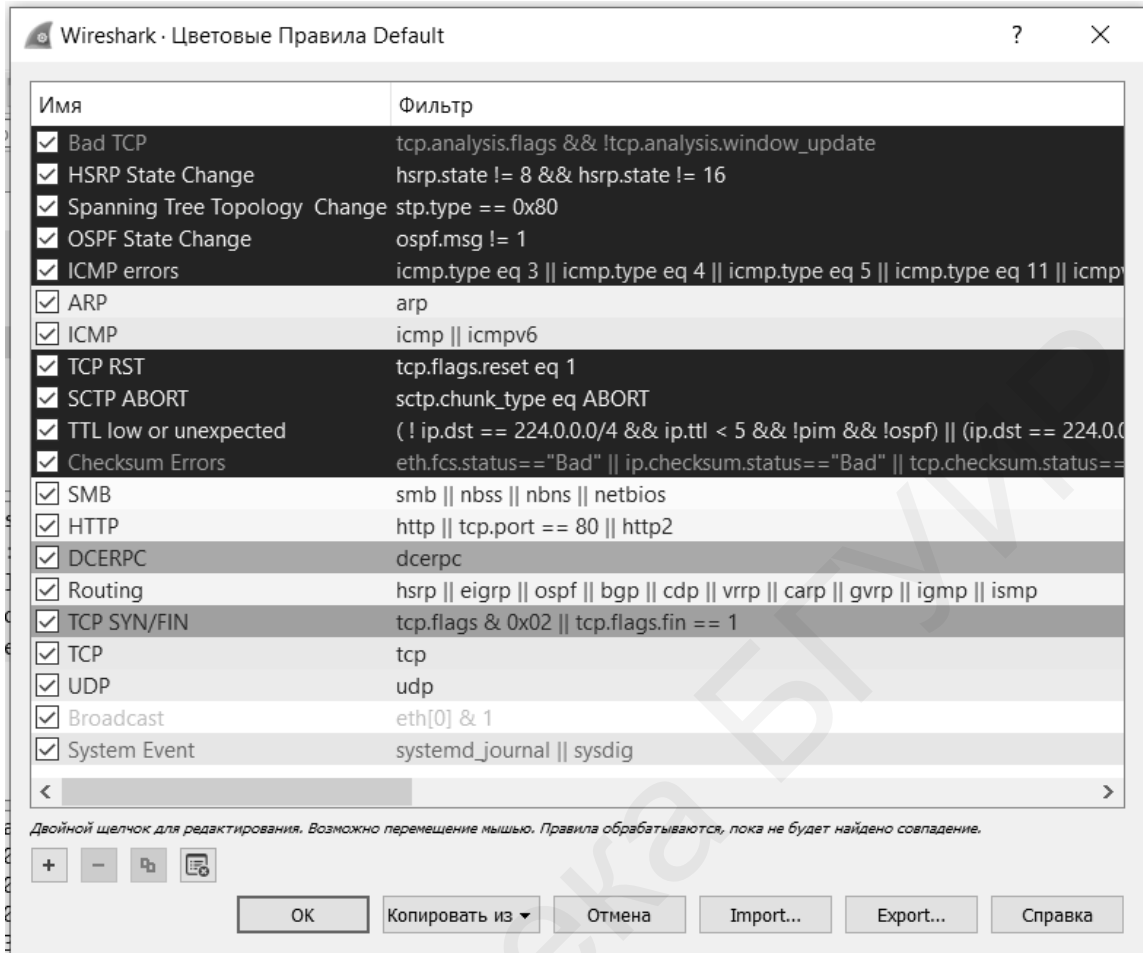 Wireshark · Цветовые Правила Default ?
Имя Фильтр
Bad TCP tcp.analysis.flags && !tcp.analysis.window_update
HSRP State Change hsrp.state != 8 && hsrp.state != 16
Spanning Tree Topology Change stp.type == 0x80
OSPF State Change ospf.msg != 1
ICMP errors icmp.type eq 3 || icmp.type eq 4 || icmp.type eq 5 || icmp.type eq 11 || icmpv
ARP arp
ICMP icmp || icmpv6
TCP RST tcp.flags.reset eq 1
SCTP ABORT sctp.chunk_type eq ABORT
TTL low or unexpected ( ! ip.dst == 224.0.0.0/4 && ip.ttl < 5 && !pim && !ospf) || (ip.dst == 224.0.0
Checksum Errors eth.fcs.status=="Bad" || ip.checksum.status=="Bad" || tcp.checksum.status==
SMB smb || nbss || nbns || netbios
HTTP http || tcp.port == 80 || http2
DCERPC dcerpc
Routing hsrp || eigrp || ospf || bgp || cdp || vrrp || carp || gvrp || igmp || ismp
TCP SYN/FIN tcp.flags & 0x02 || tcp.flags.fin == 1
TCP tcp
UDP udp
Broadcast eth[0] & 1
System Event systemd_journal || sysdig
Двойной щелчок для редактирования. Возможно перемещение мышью. Правила обрабатываются, пока не будет найдено совпадение.
OK Копировать из Отмена Import... Export... Справка
ека БГУИР